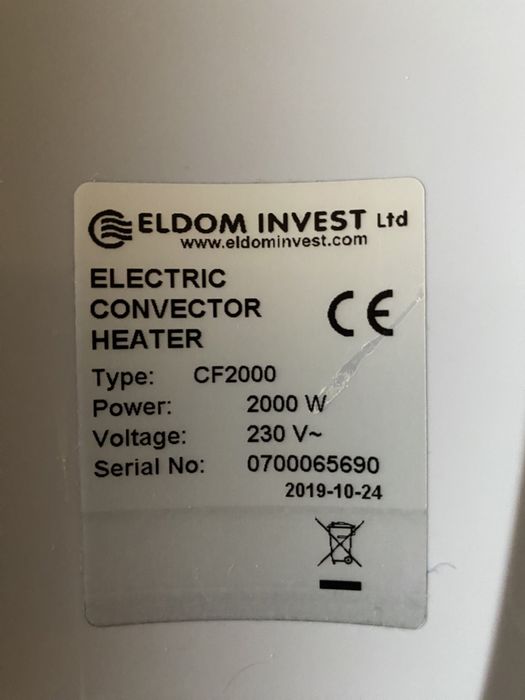 ELDOM INVEST Ltd
www.eldominvest.com
ELECTRIC
CONVECTOR
HEATER
CE
Type: CF2000
Power: 2000 W
Voltage: 230 V~
Serial No: 0700065690
2019-10-24